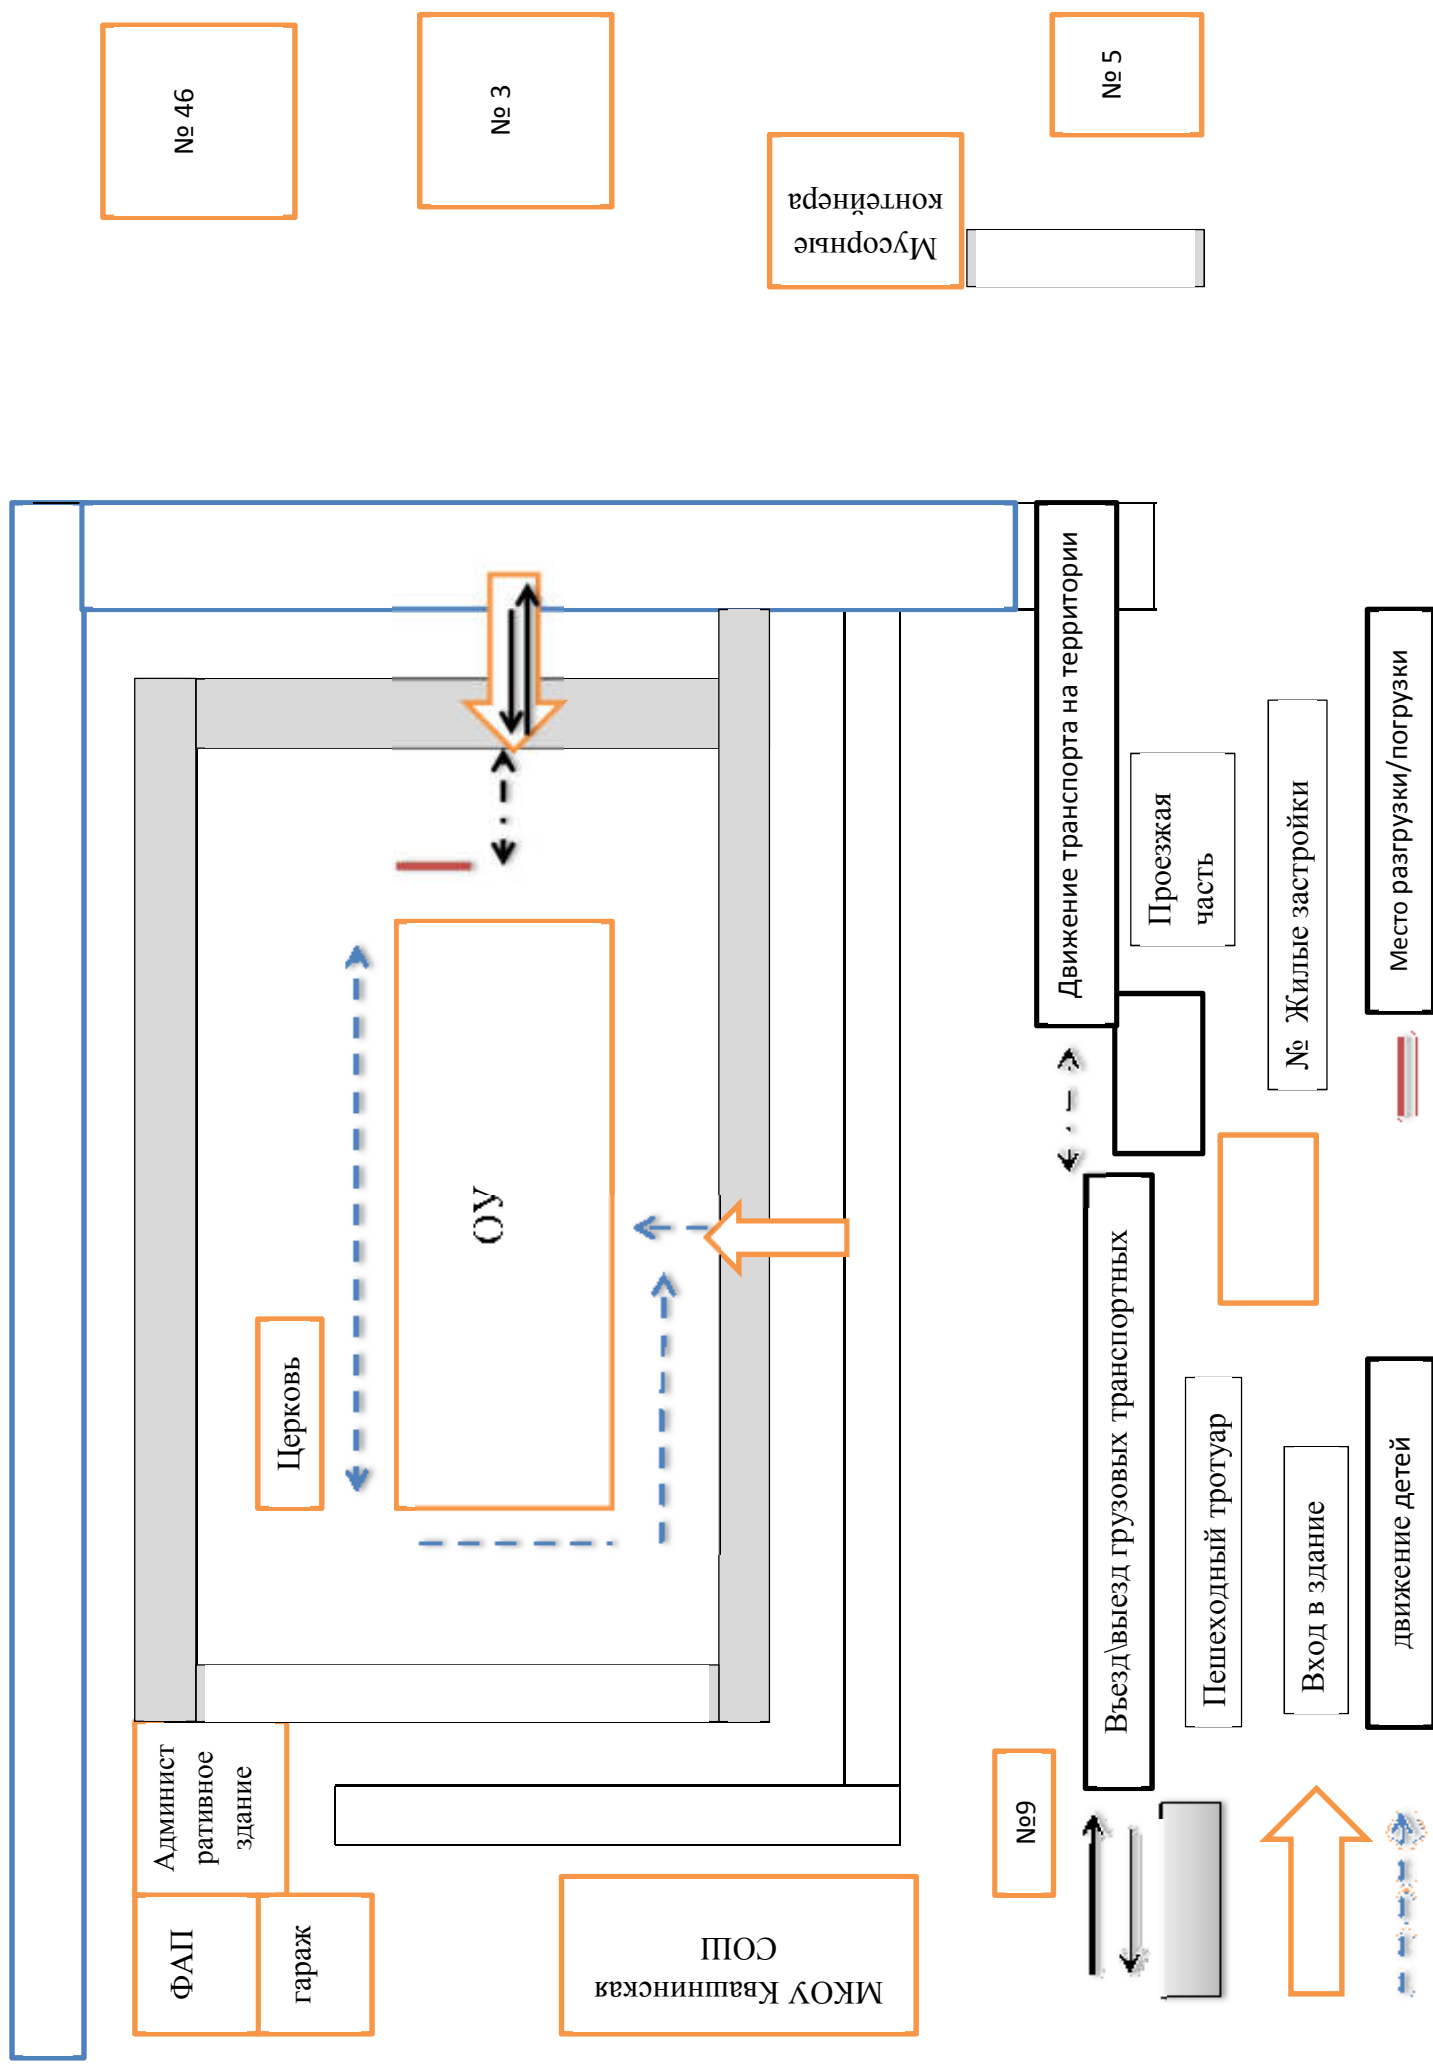 № 46
№ 3
№ 5
Мусорные
контейнера
ОУ
Церковь
Админист
ративное
здание
ФАП
гараж
МКОУ Квашнинская
СОШ
№9
Движение транспорта на территории
Проезжая
часть
№ Жилые застройки
Место разгрузки/погрузки
Въезд\выезд грузовых транспортных
Пешеходный тротуар
Вход в здание
движение детей